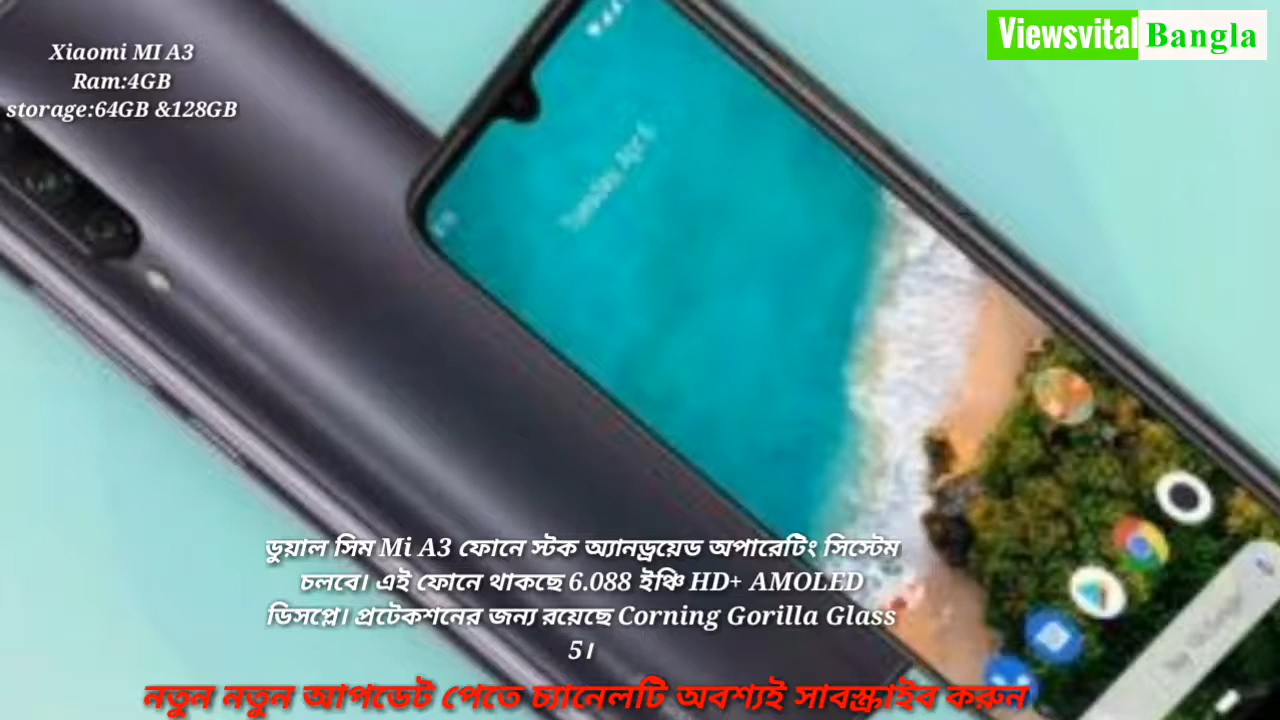 Xiaomi MI A3
Ram:4GB
storage:64GB &128GB
Viewsvital Bangla
Tuesday, April
ডুয়াল সিম Mi A3 ফোনে স্টক অ্যানড্রয়েড অপারেটিং সিস্টেম
চলবে। এই ফোনে থাকছে 6.088 ইঞ্চি HD+ AMOLED
ডিসপ্লে। প্রটেকশনের জন্য রয়েছে Corning Gorilla Glass
5।
নতুন নতুন আপডেট পেতে চ্যানেলটি অবশ্যই সাবস্ক্রাইব করুন